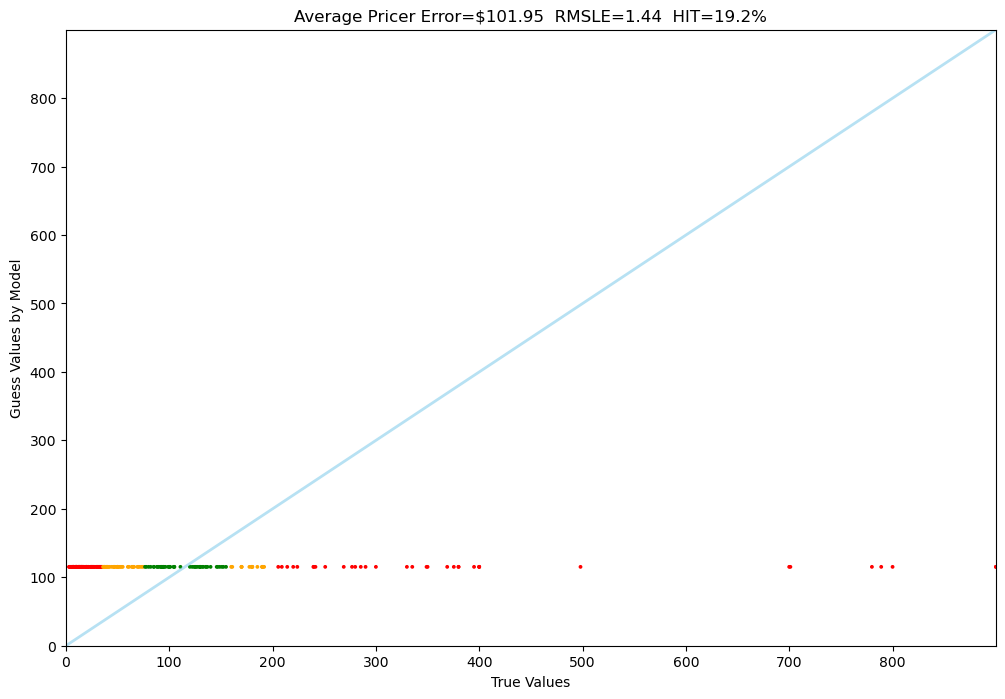 Average Pricer Error=$101.95 RMSLE=1.44 HIT=19.2%
Guess Values by Model
800
700
600
500
400
300
200
100
0
0 100 200 300 400 500 600 700 800
True Values